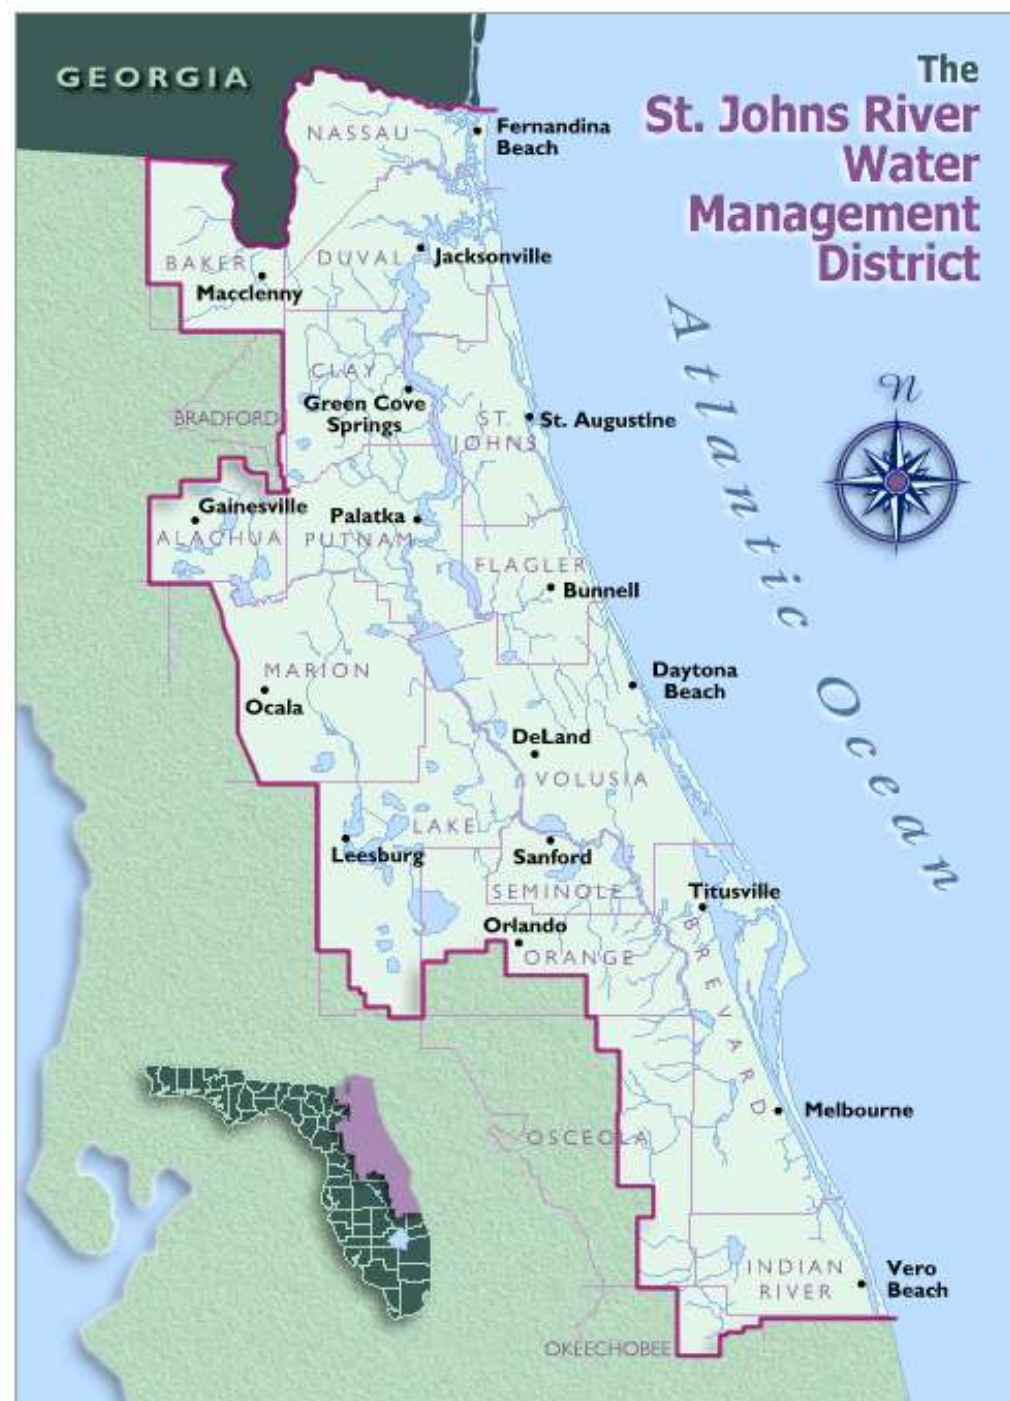 GEORGIA
The
St. Johns River
Water
Management
District
NASSAU
Fernandina
Beach
BAKER
DUVAL
Jacksonville
Macclenny
Atlantic Ocean
N
CLAY
Green Cove
Springs
BRADFORD
ST.
JOHNS
St. Augustine
Gainesville
ALACHUA
Palatka
PUTNAM
FLAGLER
Bunnell
MARION
Ocala
Daytona
Beach
DeLand
VOLUSIA
LAKE
Leesburg
Sanford
SEMINOLE
Titusville
Orlando
ORANGE
BREVARD
Melbourne
OSCEOLA
INDIAN
RIVER
Vero
Beach
OKEECHOBEE